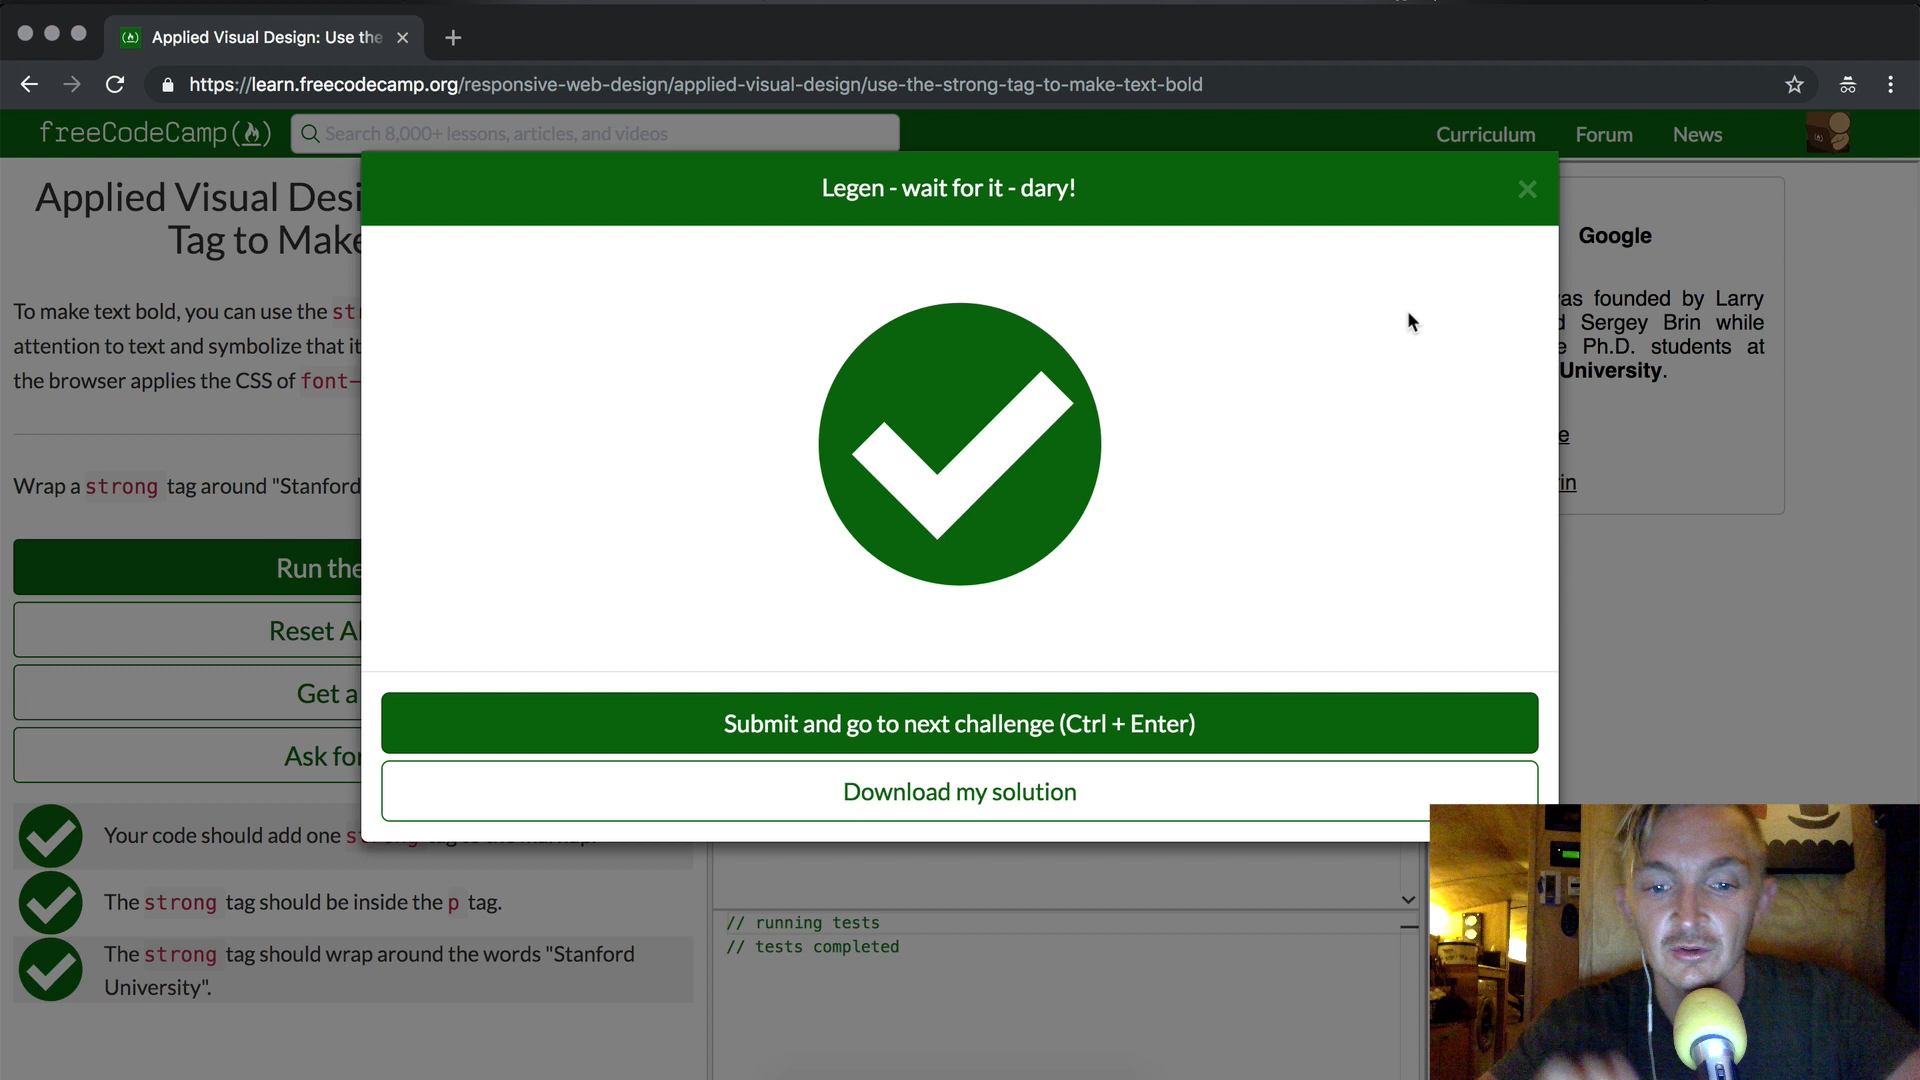 Applied Visual Design: Use the
https://learn.freecodecamp.org/responsive-web-design/applied-visual-design/use-the-strong-tag-to-make-text-bold
freeCodeCamp
Search 8,000+ lessons, articles, and videos
Curriculum
Forum
News
Applied Visual Desi
Tag to Make
To make text bold, you can use the
attention to text and symbolize that it
the browser applies the CSS of font-
Wrap a strong tag around "Stanford
Run the
Reset Al
Get a
Ask for
Your code should add one
The strong tag should be inside the p tag.
The strong tag should wrap around the words "Stanford
University".
Legen - wait for it - dary!
Submit and go to next challenge (Ctrl + Enter)
Download my solution
// running tests
// tests completed
Google
as founded by Larry
Sergey Brin while
Ph.D. students at
University.
in